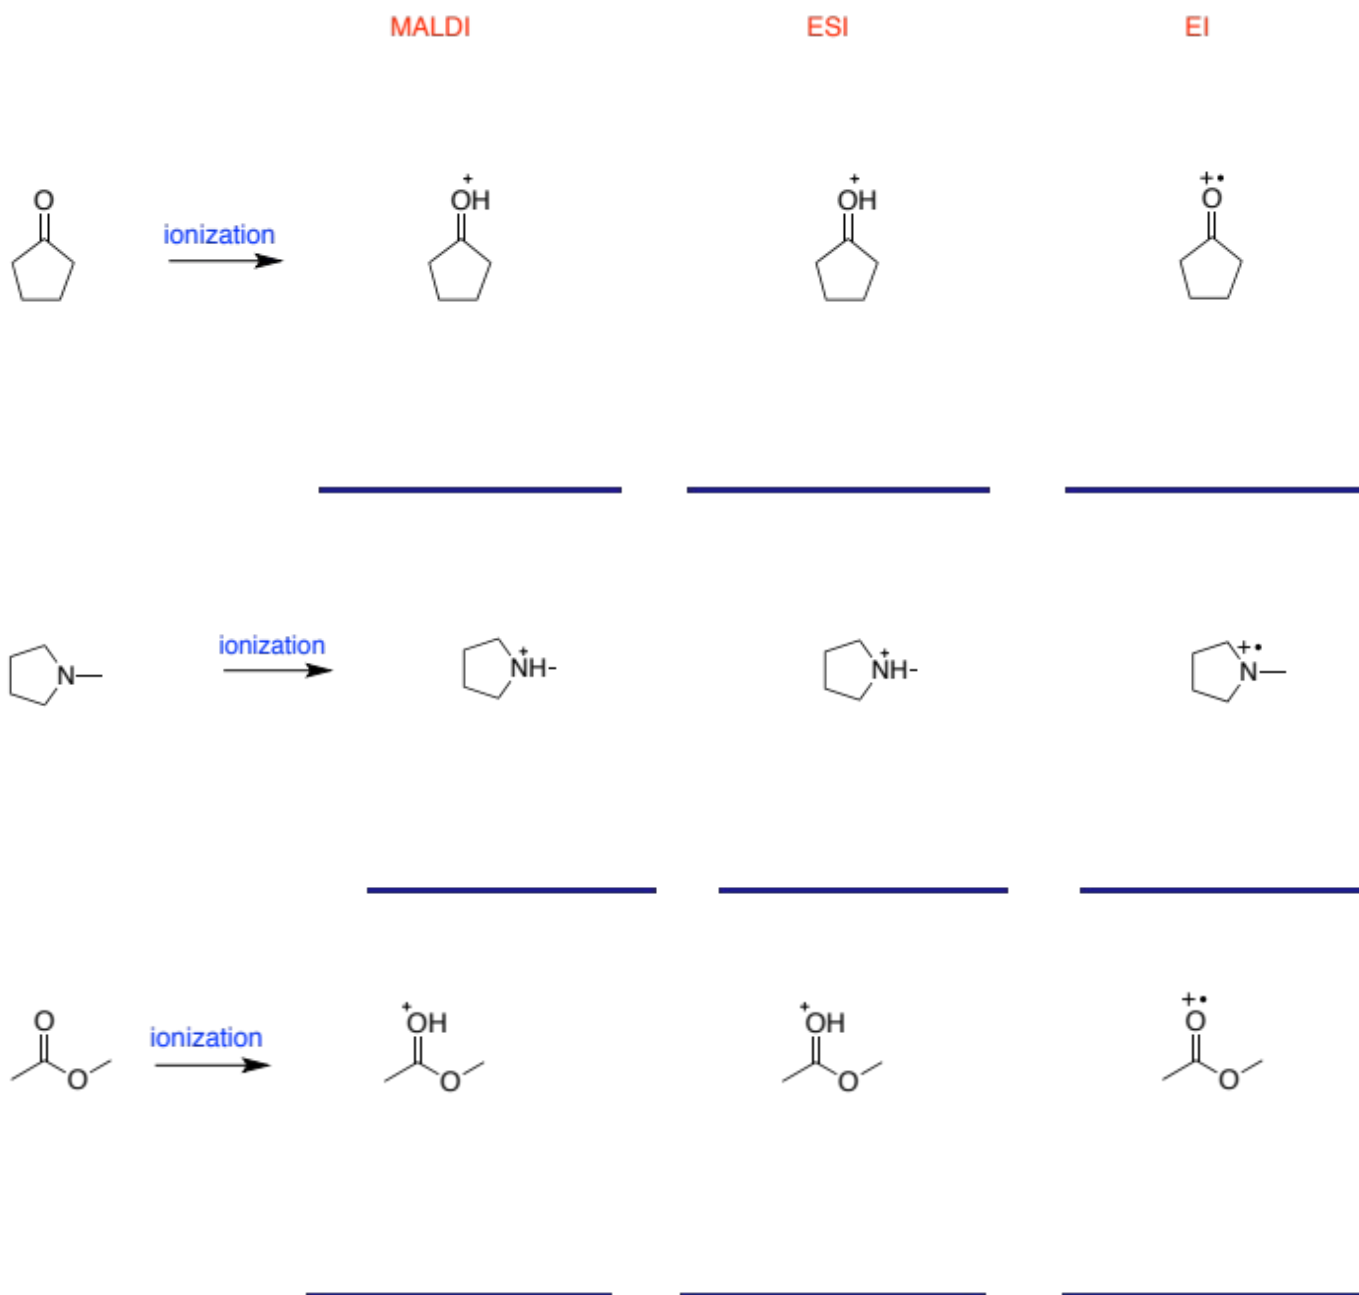 MALDI ESI EI
+ + +•
O OH OH O
ionization
ionization
+ + +•
N NH- NH- N
+•
+ +
O OH OH O
ionization
O O O O